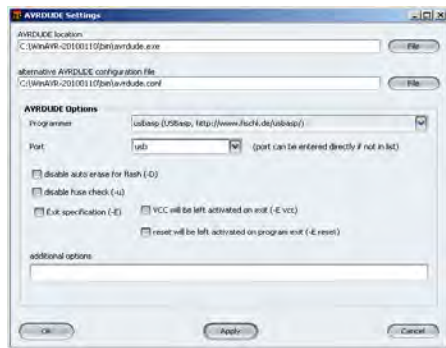 AVRDUDE Settings
AVRDUDE location
C:\WinAVR-20100110\bin\avrdude.exe
File
alternative AVRDUDE configuration file
C:\WinAVR-20100110\bin\avrdude.conf
File
AVRDUDE Options
Programmer
usbasp (USBasp, http://www.fischl.de/usbasp/)
Port
usb
(port can be entered directly if not in list)
disable auto erase for flash (-D)
disable fuse check (-u)
Exit specification (-E)
VCC will be left activated on exit (-E vcc)
reset will be left activated on program exit (-E reset)
additional options
Ok
Apply
Cancel